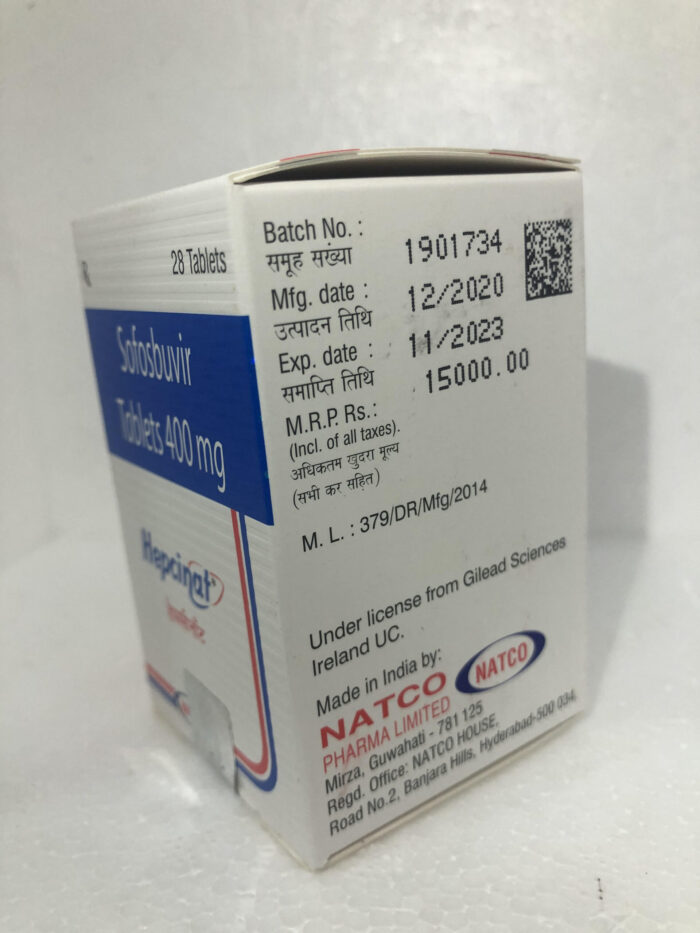 28 Tablets
Sofosbuvir
Tablets 400 mg
Hepcinat
Batch No. :
समूह संख्या
1901734
Mfg. date :
उत्पादन तिथि
12/2020
Exp. date :
समाप्ति तिथि
11/2023
M.R.P. Rs.:
15000.00
(Incl. of all taxes).
अधिकतम खुदरा मूल्य
(सभी कर सहित)
M. L. : 379/DR/Mfg/2014
Under license from Gilead Sciences
Ireland UC.
Made in India by:
NATCO
NATCO
PHARMA LIMITED
Mirza, Guwahati - 781 125
Regd. Office: NATCO HOUSE,
Road No.2, Banjara Hills, Hyderabad-500 034.